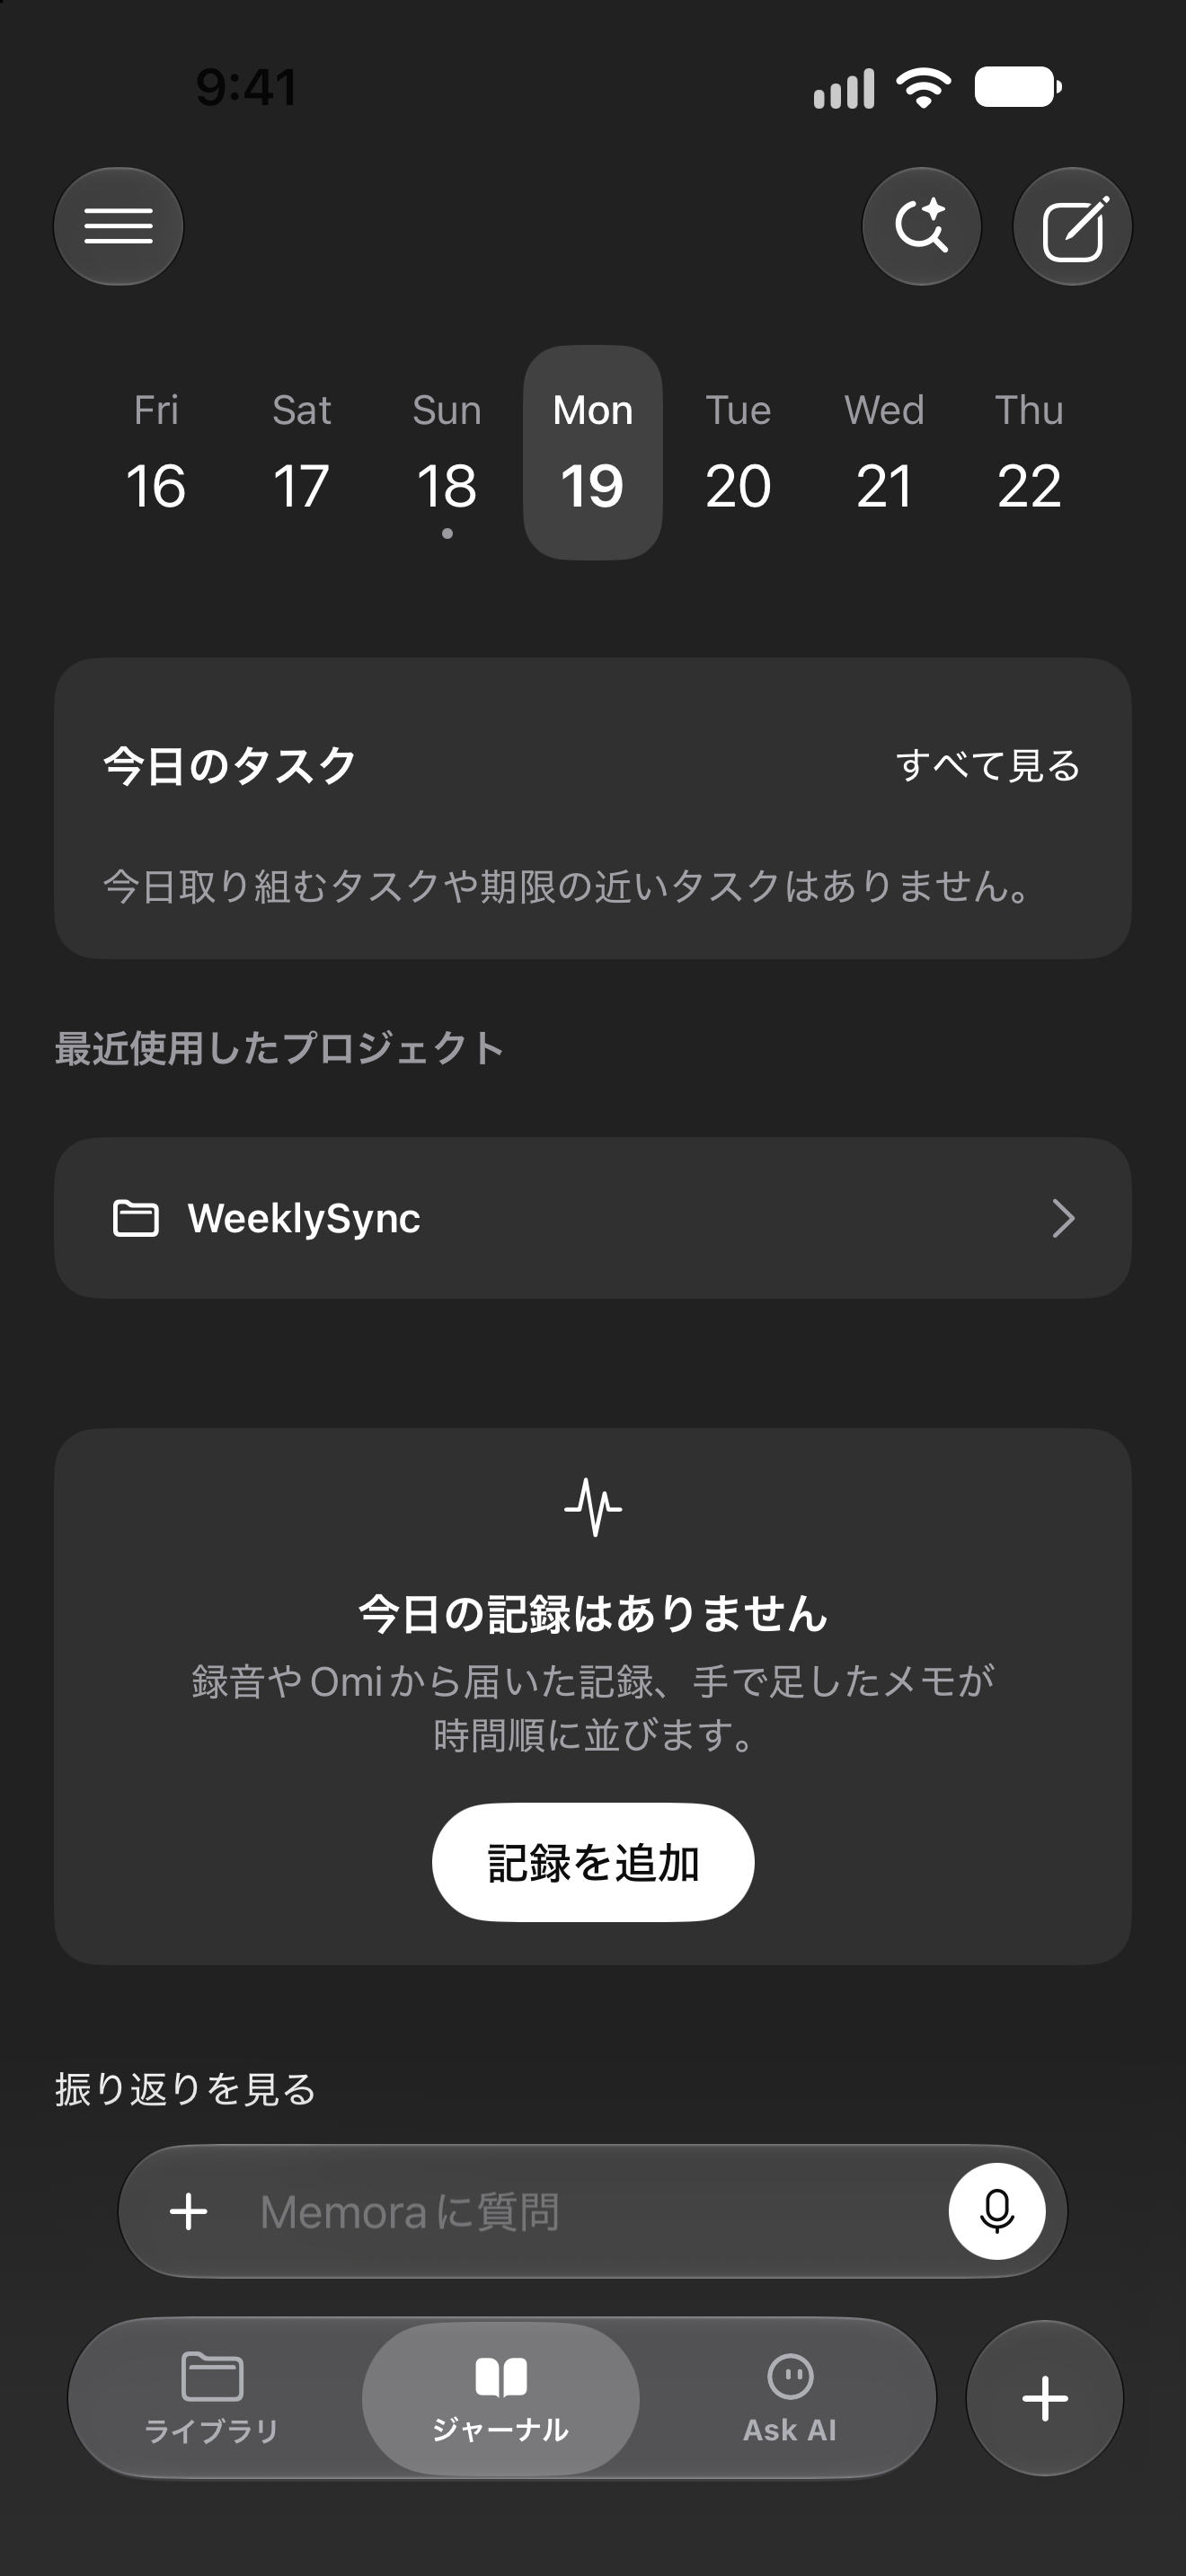 9:41
Fri Sat Sun Mon Tue Wed Thu
16 17 18 19 20 21 22
今日のタスク すべて見る
今日取り組むタスクや期限の近いタスクはありません。
最近使用したプロジェクト
WeeklySync
今日の記録はありません
録音やOmiから届いた記録、手で足したメモが
時間順に並びます。
記録を追加
振り返りを見る
Memoraに質問
ライブラリ ジャーナル Ask AI